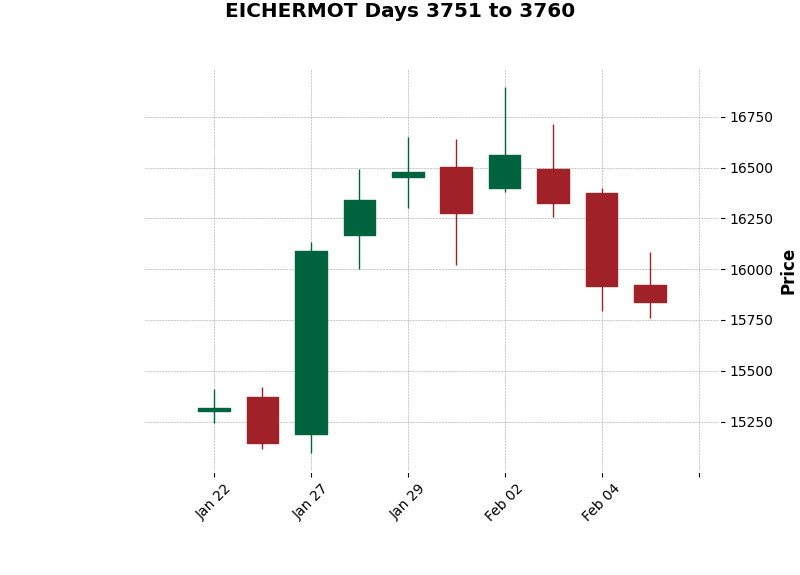 EICHERMOT Days 3751 to 3760
16750
16500
16250
16000
15750
15500
15250
Price
Jan 22
Jan 27
Jan 29
Feb 02
Feb 04